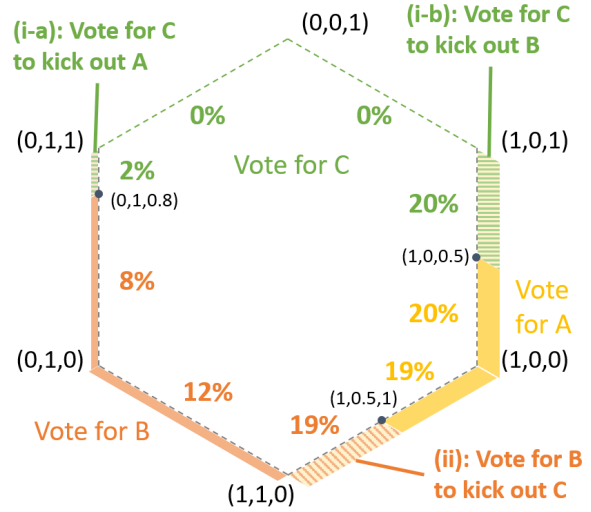 (i-a): Vote for C
to kick out A
(0,0,1)
(i-b): Vote for C
to kick out B
0%
0%
(0,1,1)
(1,0,1)
Vote for C
2%
(0,1,0.8)
20%
(1,0,0.5)
8%
20%
Vote
for A
(0,1,0)
19%
(1,0,0)
12%
(1,0.5,1)
19%
Vote for B
(ii): Vote for B
to kick out C
(1,1,0)